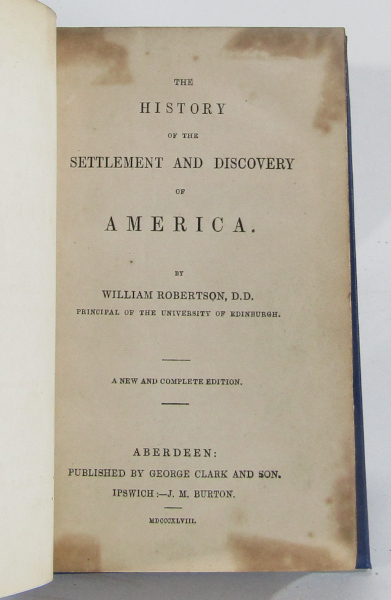 THE
HISTORY
OF THE
SETTLEMENT AND DISCOVERY
OF
AMERICA.
BY
WILLIAM ROBERTSON, D.D.
PRINCIPAL OF THE UNIVERSITY OF EDINBURGH.
A NEW AND COMPLETE EDITION.
ABERDEEN:
PUBLISHED BY GEORGE CLARK AND SON.
IPSWICH:—J. M. BURTON.
MDCCCXLVIII.